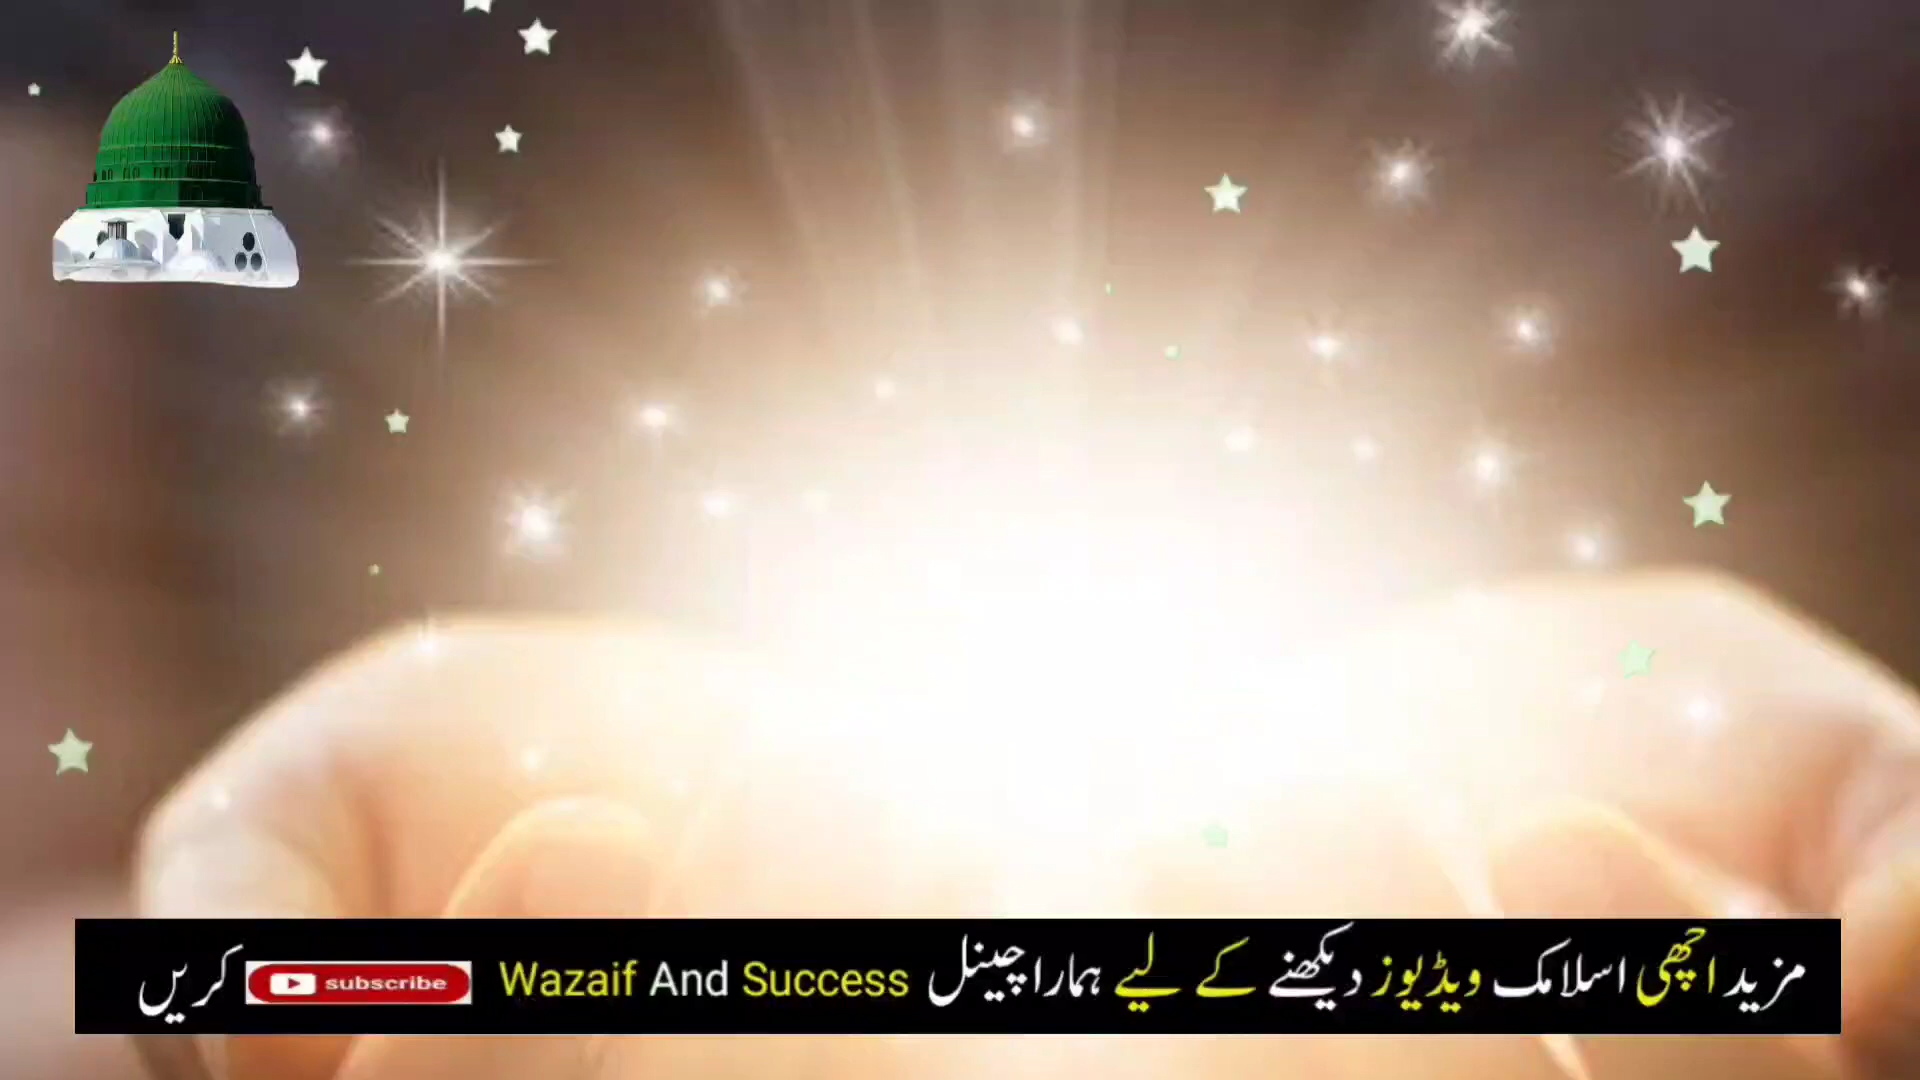 مزید اچھی اسلامک ویڈیوز دیکھنے کے لیے ہمارا چینل Wazaif And Success subscribe کریں